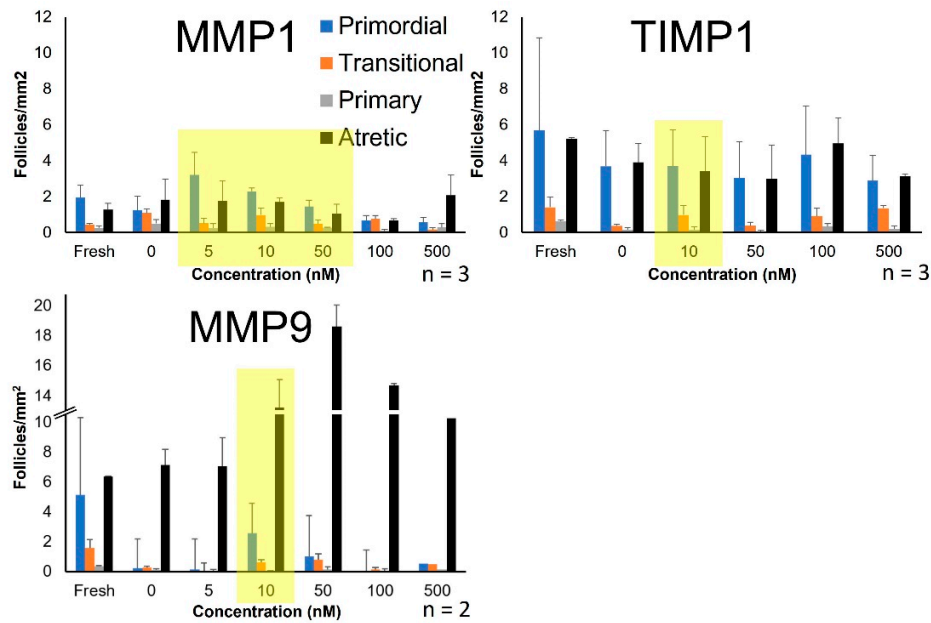 MMP1
Primordial
Transitional
Primary
Atretic
Follicles/mm2
12
10
8
6
4
2
0
Fresh 0 5 10 50 100 500
Concentration (nM)
n = 3
TIMP1
Follicles/mm2
12
10
8
6
4
2
0
Fresh 0 10 50 100 500
Concentration (nM)
n = 3
MMP9
Follicles/mm²
20
18
16
14
10
8
6
4
2
0
Fresh 0 5 10 50 100 500
Concentration (nM)
n = 2